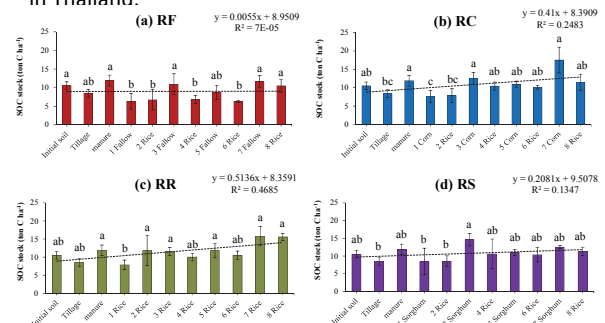 in Thailand.
(a) RF
y = 0.0055x + 8.9509
R² = 7E-05
SOC stock (ton C ha⁻¹)
25
20
15
10
5
0
a ab a b b a b ab b a a
Initial soil Tillage manure 1 Fallow 2 Rice 3 Fallow 4 Rice 5 Fallow 6 Rice 7 Fallow 8 Rice
(b) RC
y = 0.41x + 8.3909
R² = 0.2483
SOC stock (ton C ha⁻¹)
25
20
15
10
5
0
ab bc ab c bc ab ab ab ab a ab
Initial soil Tillage manure 1 Corn 2 Rice 3 Corn 4 Rice 5 Corn 6 Rice 7 Corn 8 Rice
(c) RR
y = 0.5136x + 8.3591
R² = 0.4685
SOC stock (ton C ha⁻¹)
25
20
15
10
5
0
ab ab a b a a ab a ab a a
Initial soil Tillage manure 1 Rice 2 Rice 3 Rice 4 Rice 5 Rice 6 Rice 7 Rice 8 Rice
(d) RS
y = 0.2081x + 9.5078
R² = 0.1347
SOC stock (ton C ha⁻¹)
25
20
15
10
5
0
ab b ab b b a ab ab ab ab ab
Initial soil Tillage manure Sorghum 2 Rice Sorghum 4 Rice Sorghum 6 Rice Sorghum 8 Rice